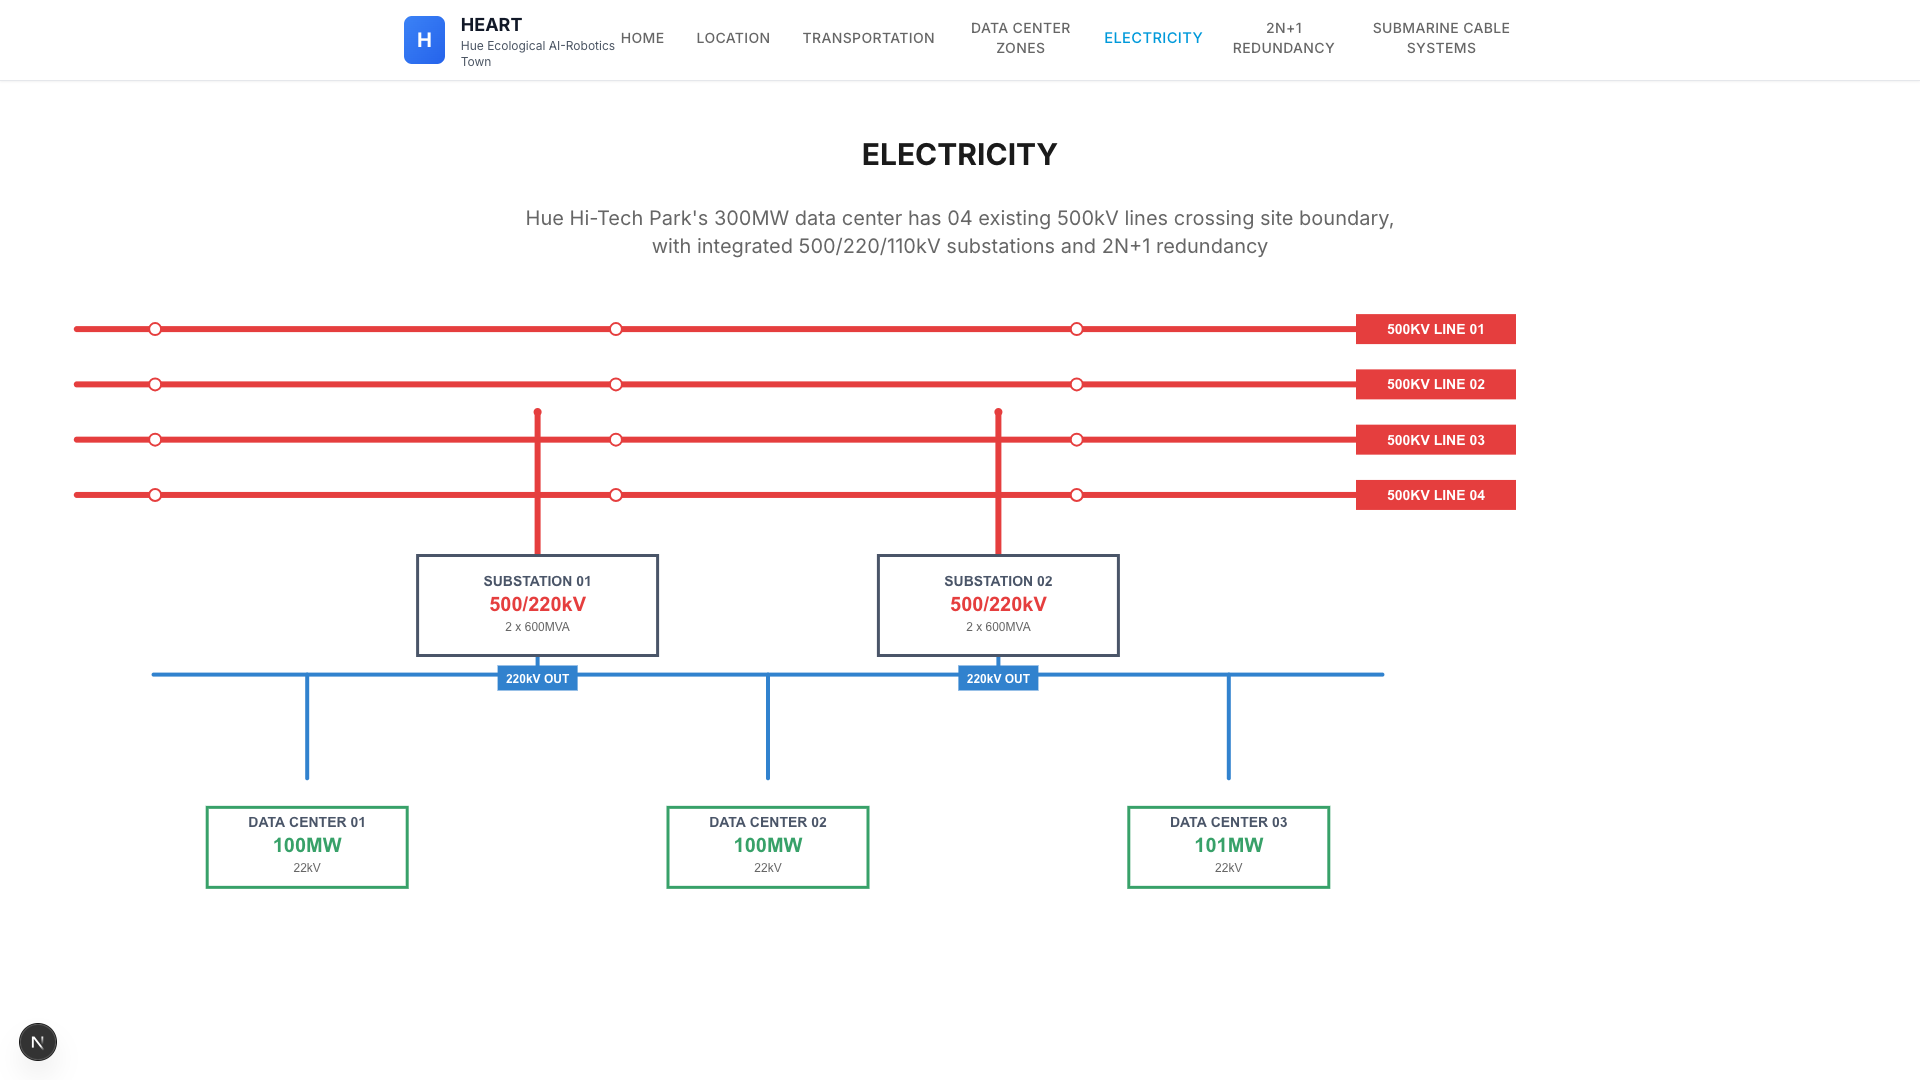 H
HEART
Hue Ecological AI-Robotics
Town
HOME
LOCATION
TRANSPORTATION
DATA CENTER
ZONES
ELECTRICITY
2N+1
REDUNDANCY
SUBMARINE CABLE
SYSTEMS
ELECTRICITY
Hue Hi-Tech Park's 300MW data center has 04 existing 500kV lines crossing site boundary,
with integrated 500/220/110kV substations and 2N+1 redundancy
500KV LINE 01
500KV LINE 02
500KV LINE 03
500KV LINE 04
SUBSTATION 01
500/220kV
2 x 600MVA
SUBSTATION 02
500/220kV
2 x 600MVA
220kV OUT
220kV OUT
DATA CENTER 01
100MW
22kV
DATA CENTER 02
100MW
22kV
DATA CENTER 03
101MW
22kV
N